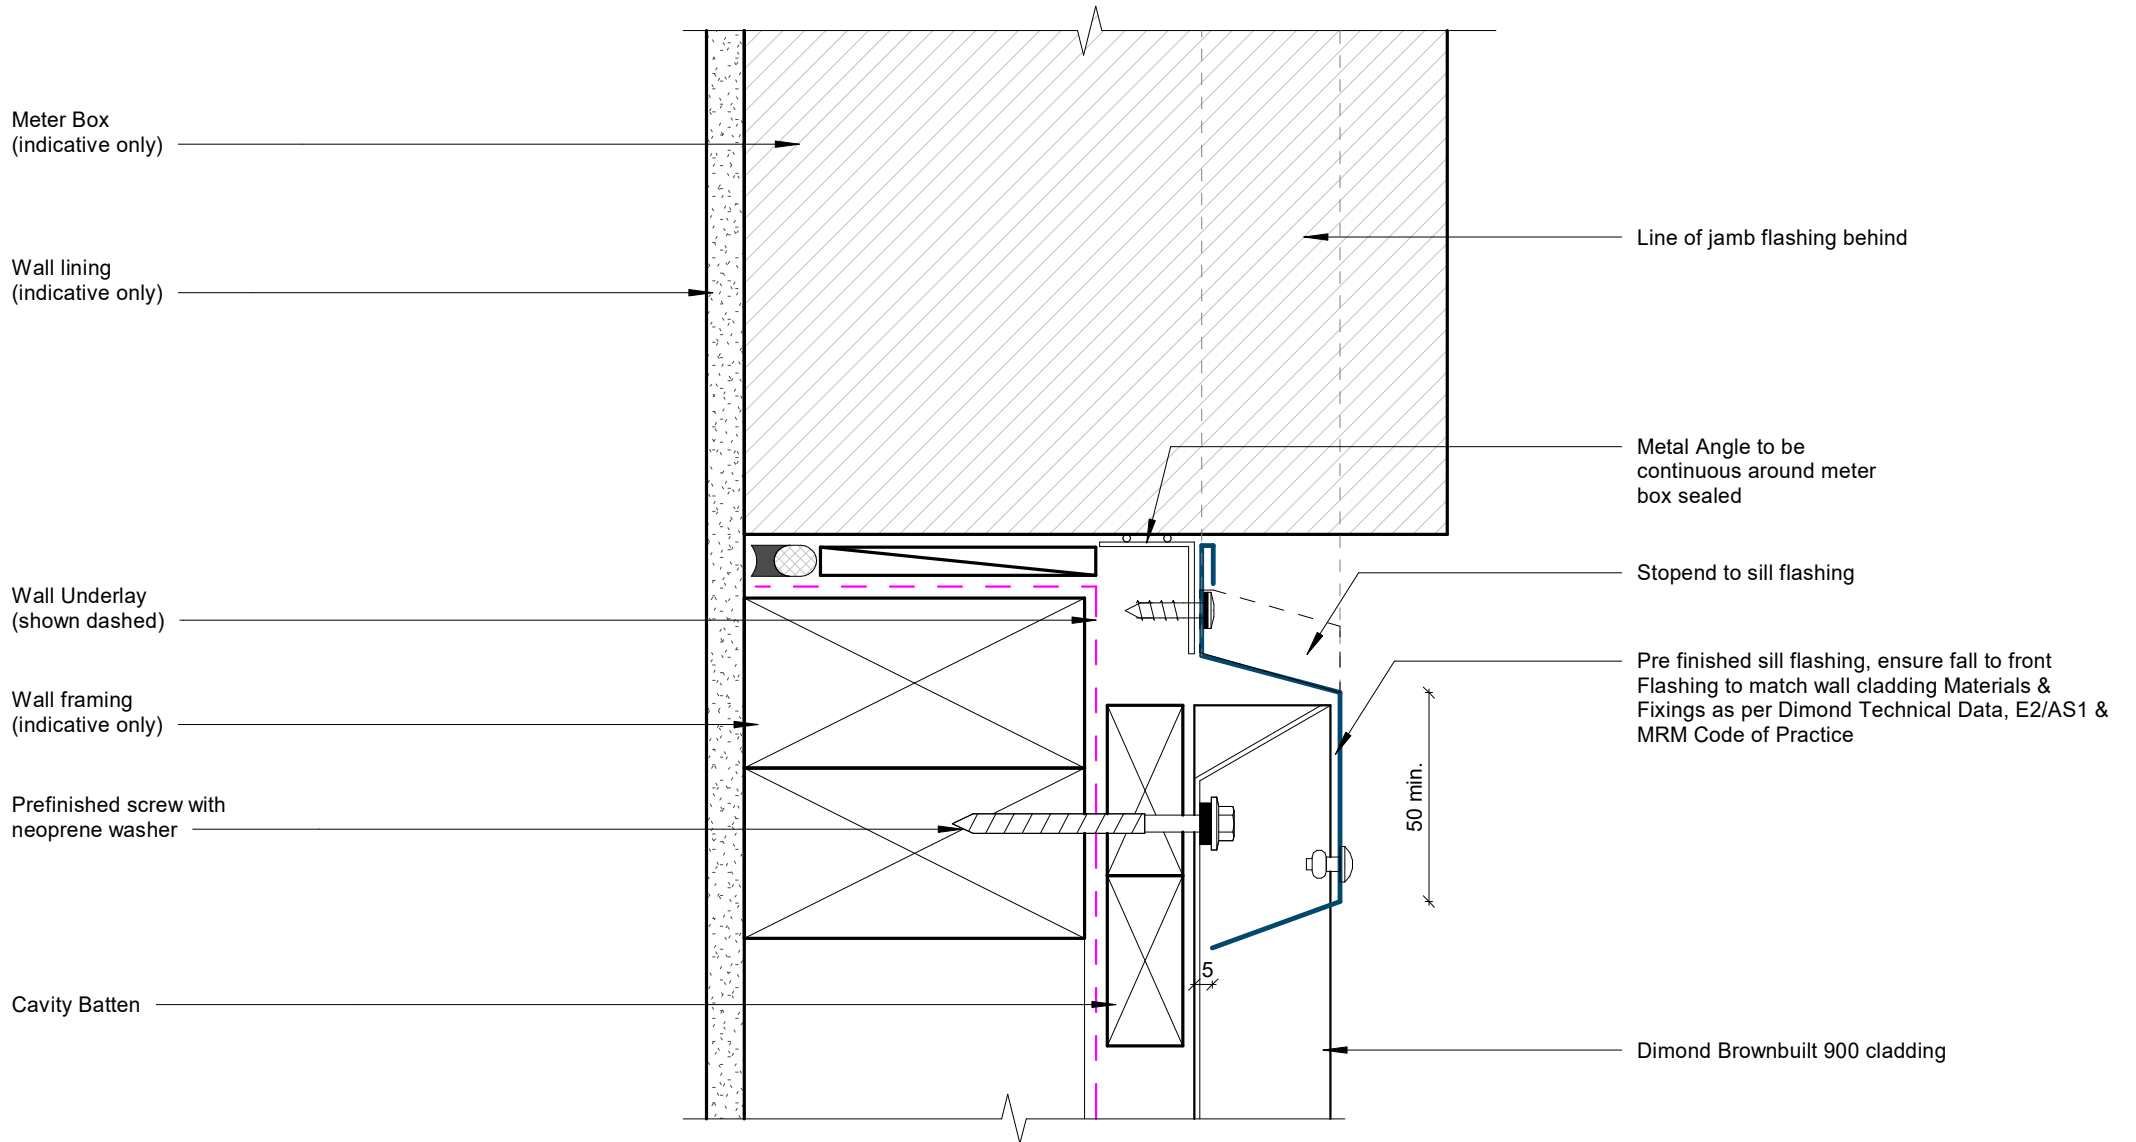 Meter Box
(indicative only)
Wall lining
(indicative only)
Wall Underlay
(shown dashed)
Wall framing
(indicative only)
Prefinished screw with
neoprene washer
Cavity Batten
Line of jamb flashing behind
Metal Angle to be
continuous around meter
box sealed
Stopend to sill flashing
Pre finished sill flashing, ensure fall to front
Flashing to match wall cladding Materials &
Fixings as per Dimond Technical Data, E2/AS1 &
MRM Code of Practice
50 min.
5
Dimond Brownbuilt 900 cladding